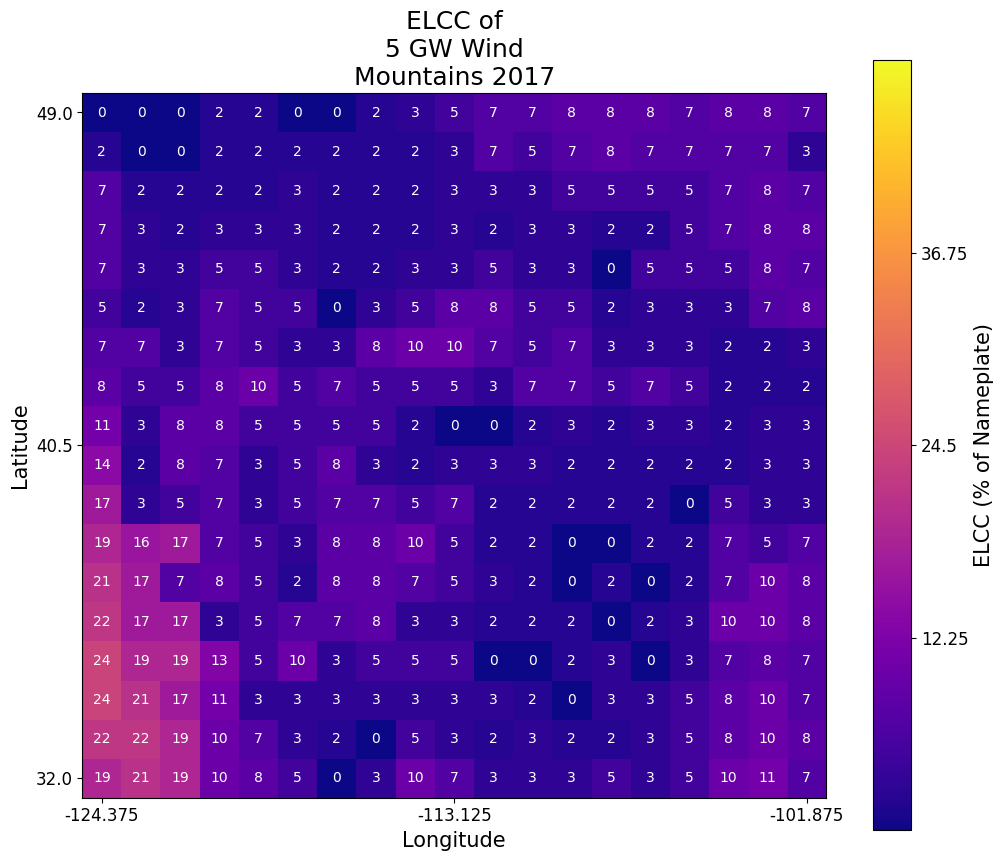 ELCC of
5 GW Wind
Mountains 2017
49.0
0 0 0 2 2 0 0 2 3 5 7 7 8 8 8 7 8 8 7
2 0 0 2 2 2 2 2 2 3 7 5 7 8 7 7 7 7 3
7 2 2 2 2 3 2 2 2 3 3 3 5 5 5 5 7 8 7
7 3 2 3 3 3 2 2 2 3 2 3 3 2 2 5 7 8 8
7 3 3 5 5 3 2 2 3 3 5 3 3 0 5 5 5 8 7
5 2 3 7 5 5 0 3 5 8 8 5 5 2 3 3 3 7 8
7 7 3 7 5 3 3 8 10 10 7 5 7 3 3 3 2 2 3
8 5 5 8 10 5 7 5 5 5 3 7 7 5 7 5 2 2 2
11 3 8 8 5 5 5 5 2 0 0 2 3 2 3 3 2 3 3
40.5
14 2 8 7 3 5 8 3 2 3 3 3 2 2 2 2 2 3 3
17 3 5 7 3 5 7 7 5 7 2 2 2 2 2 0 5 3 3
19 16 17 7 5 3 8 8 10 5 2 2 0 0 2 2 7 5 7
21 17 7 8 5 2 8 8 7 5 3 2 0 2 0 2 7 10 8
22 17 17 3 5 7 7 8 3 3 2 2 2 0 2 3 10 10 8
24 19 19 13 5 10 3 5 5 5 0 0 2 3 0 3 7 8 7
24 21 17 11 3 3 3 3 3 3 3 2 0 3 3 5 8 10 7
22 22 19 10 7 3 2 0 5 3 2 3 2 2 3 5 8 10 8
32.0
19 21 19 10 8 5 0 3 10 7 3 3 3 5 3 5 10 11 7
-124.375 -113.125 -101.875
Longitude
Latitude
36.75
24.5
12.25
ELCC (% of Nameplate)